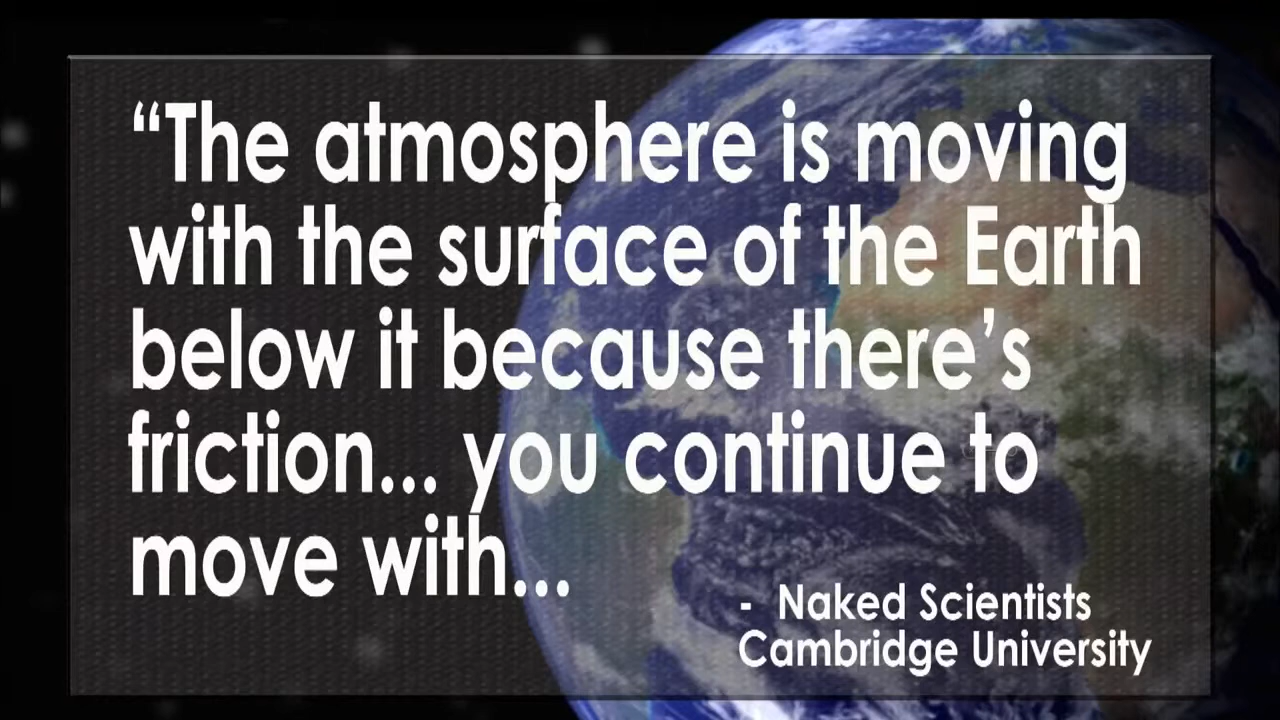 “The atmosphere is moving
with the surface of the Earth
below it because there’s
friction... you continue to
move with...
- Naked Scientists
Cambridge University